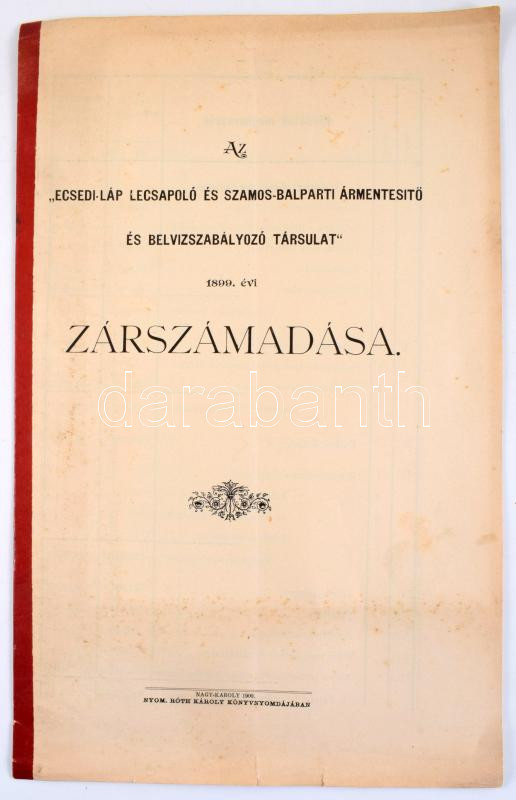 Az
„ECSEDI-LÁP LECSAPOLÓ ÉS SZAMOS-BALPARTI ÁRMENTESITŐ
ÉS BELVIZSZABÁLYOZÓ TÁRSULAT“
1899. évi
ZÁRSZÁMADÁSA.
darabanth
NAGY-KAROLY 1900.
NYOM. RÓTH KÁROLY KÖNYVNYOMDÁJÁBAN